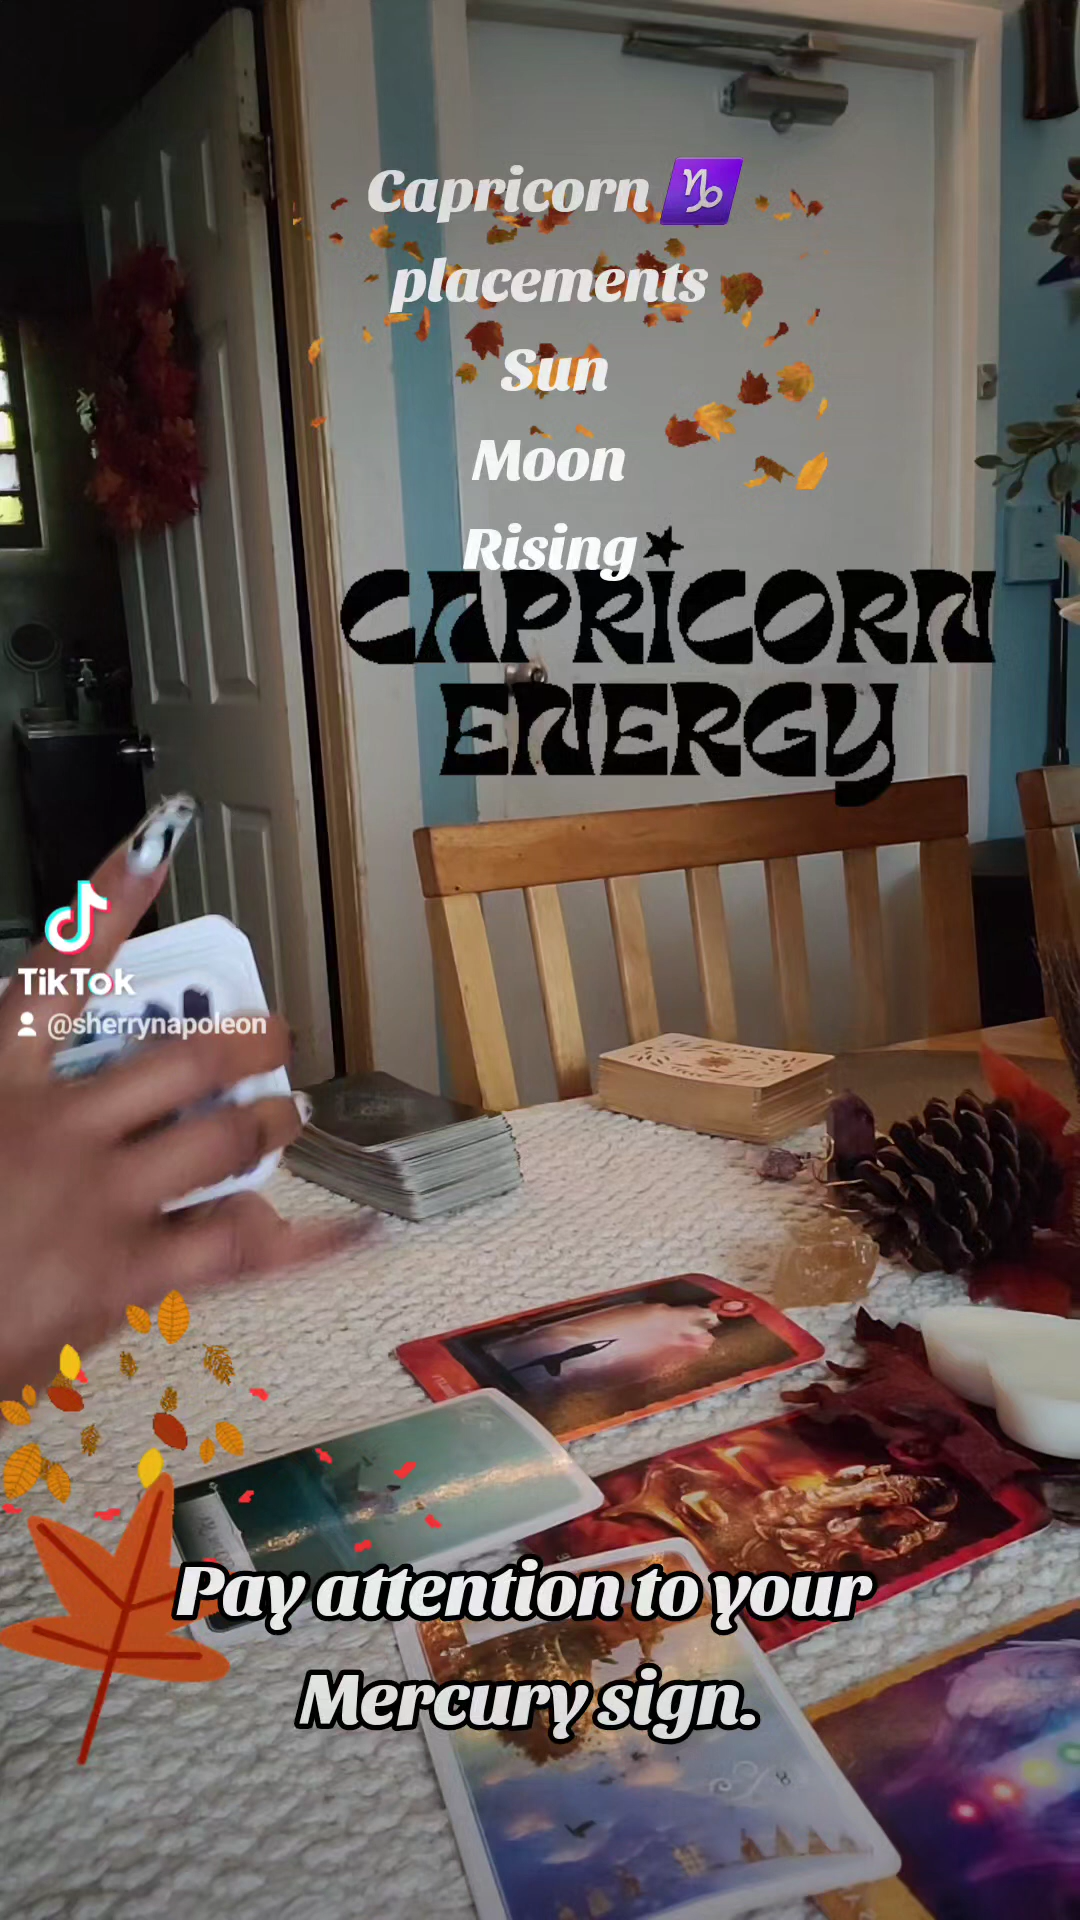 Capricorn ♑
placements
Sun
Moon
Rising
CAPRICORN
ENERGY
TikTok
@sherrynapoleon
Pay attention to your
Mercury sign.